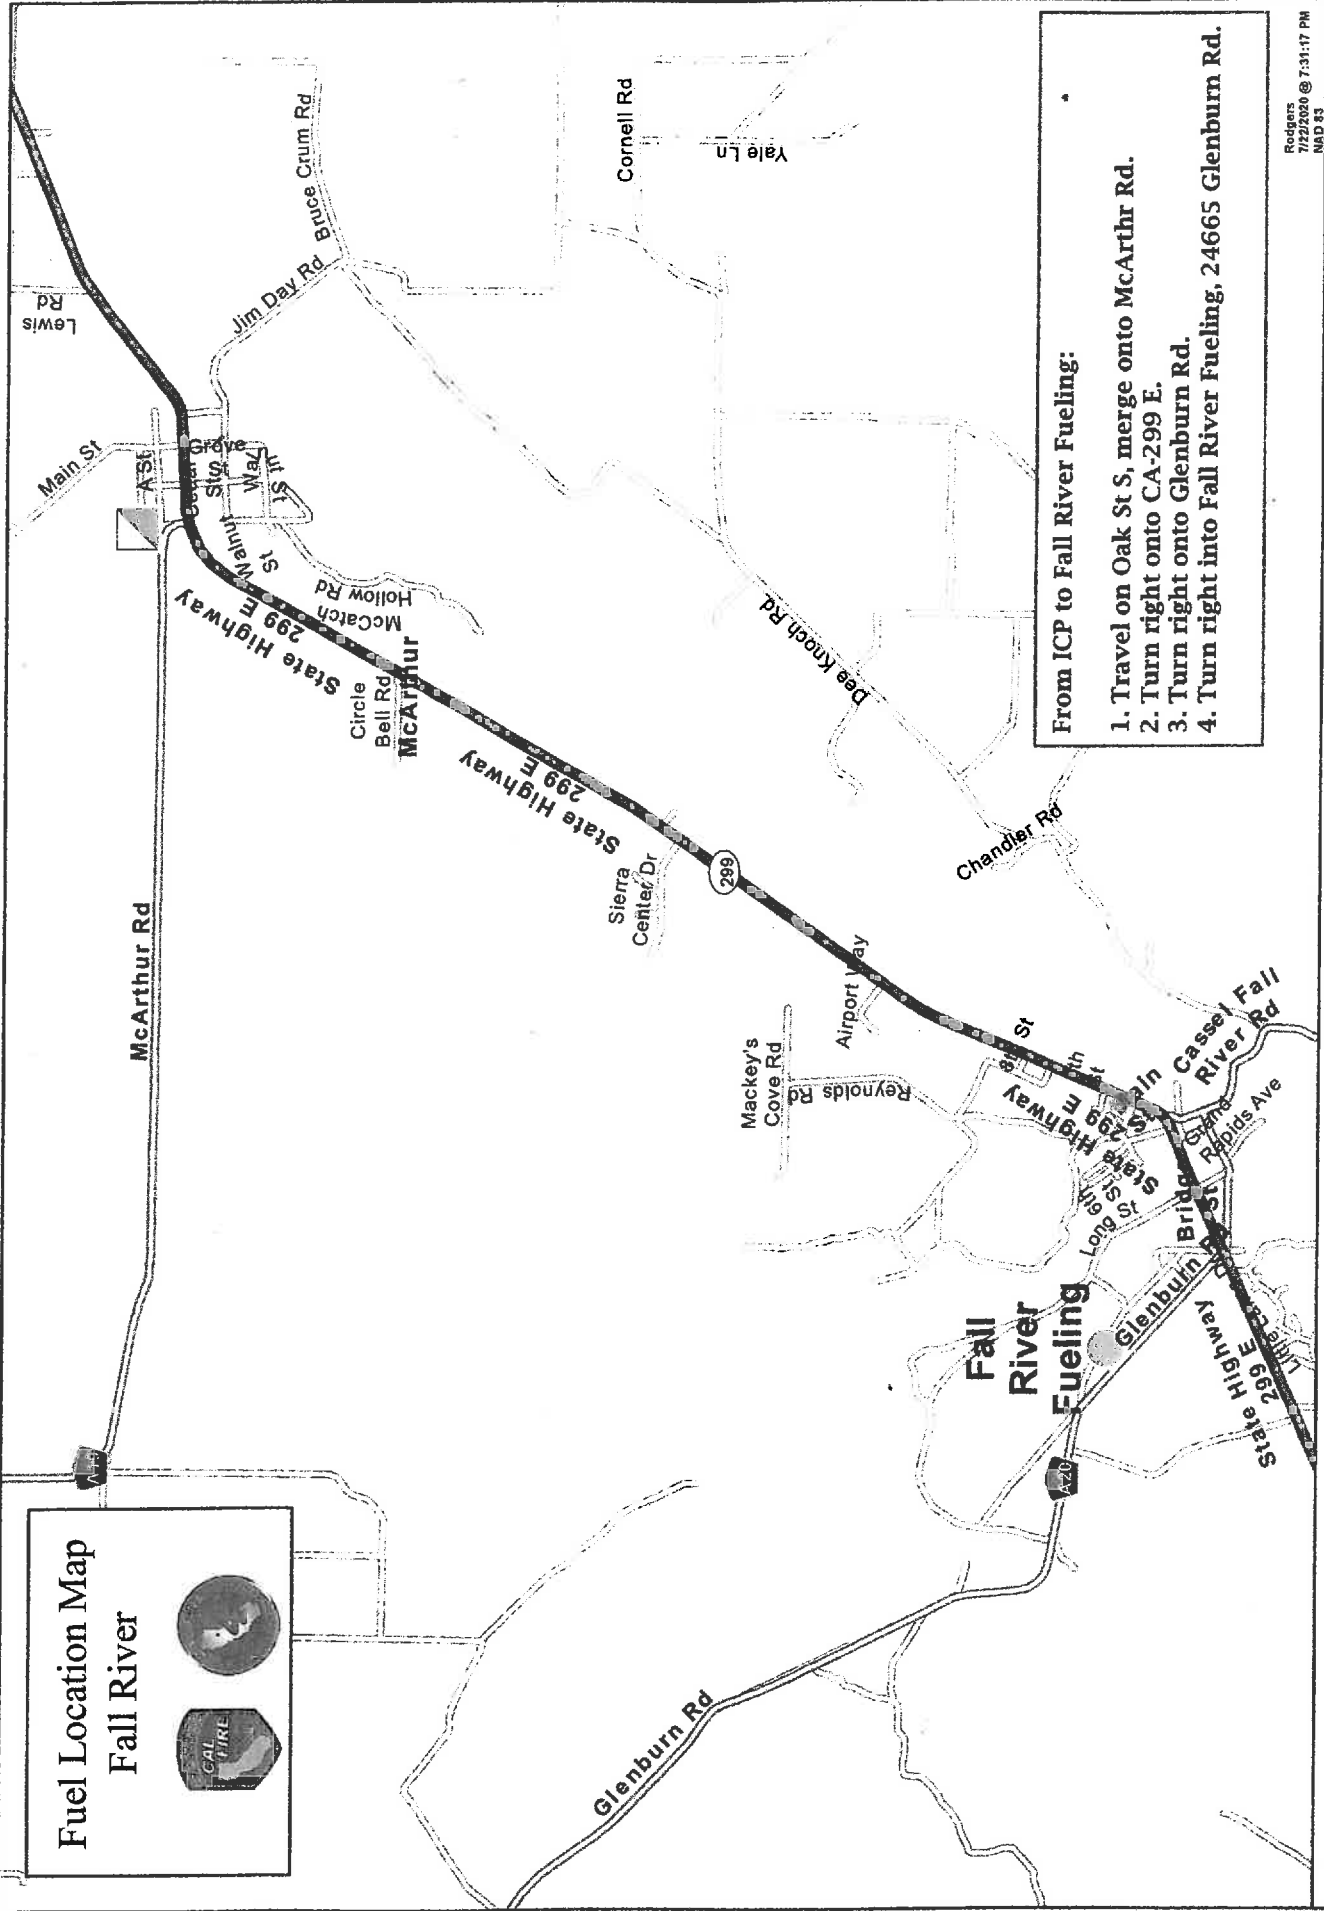 Fuel Location Map
Fall River
CAL
FIRE
Glenburn Rd
McArthur Rd
A-20
Fall
River
Fueling
Glenburn
State Highway
299 E
Long St
6th
St
Rapids Ave
Cassel Fall
River Rd
State Highway
299 E
St
Mackey's
Cove Rd
Reynolds Rd
Airport Way
299
Sierra
Center Dr
Chandler Rd
Dee Knoch Rd
State Highway
299 E
Circle
Bell Rd
McArthur
State Highway
299 E
McCatch
Hollow Rd
Walnut
St
Main St
A St
Grove
St
Way
Jim Day Rd
Bruce Crum Rd
Lewis
Rd
Cornell Rd
Yale Ln
From ICP to Fall River Fueling:
1. Travel on Oak St S, merge onto McArthr Rd.
2. Turn right onto CA-299 E.
3. Turn right onto Glenburn Rd.
4. Turn right into Fall River Fueling, 24665 Glenburn Rd.
Rodgers
7/22/2020 @ 7:31:17 PM
NAD 83